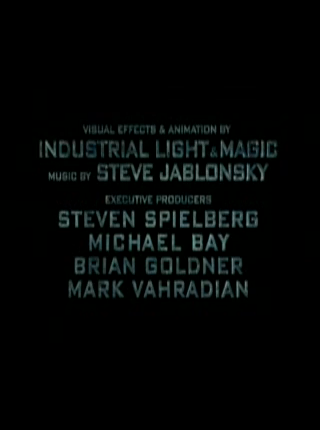 VISUAL EFFECTS & ANIMATION BY
INDUSTRIAL LIGHT & MAGIC
MUSIC BY STEVE JABLONSKY
EXECUTIVE PRODUCERS
STEVEN SPIELBERG
MICHAEL BAY
BRIAN GOLDNER
MARK VAHRADIAN